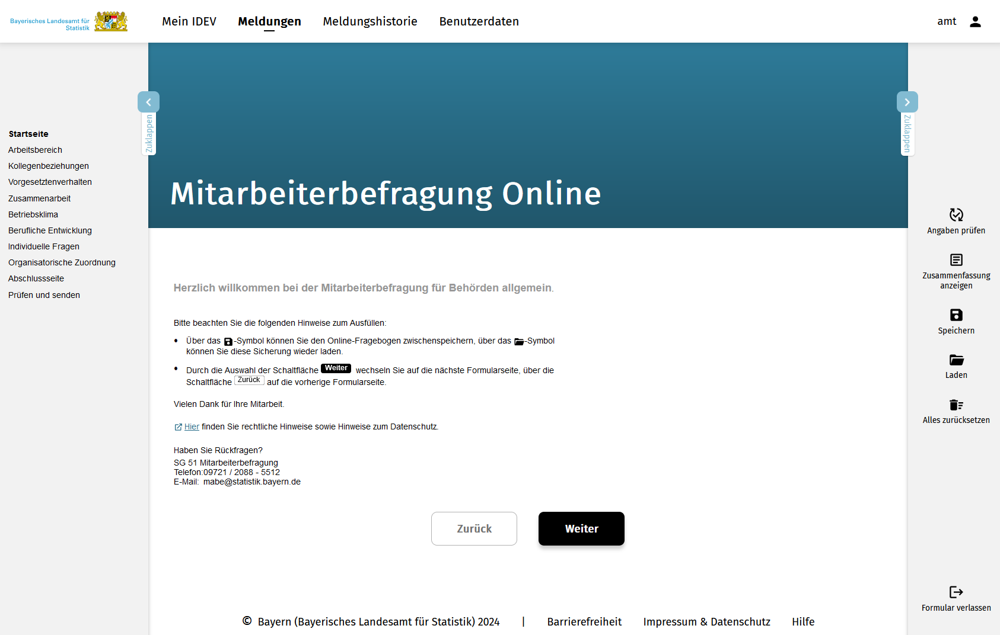 Bayerisches Landesamt für
Statistik
Mein IDEV
Meldungen
Meldungshistorie
Benutzerdaten
amt
Zuklappen
Zuklappen
Startseite
Arbeitsbereich
Kollegenbeziehungen
Vorgesetztenverhalten
Zusammenarbeit
Betriebsklima
Berufliche Entwicklung
Individuelle Fragen
Organisatorische Zuordnung
Abschlussseite
Prüfen und senden
Mitarbeiterbefragung Online
Herzlich willkommen bei der Mitarbeiterbefragung für Behörden allgemein.
Bitte beachten Sie die folgenden Hinweise zum Ausfüllen:
• Über das -Symbol können Sie den Online-Fragebogen zwischenspeichern, über das -Symbol
können Sie diese Sicherung wieder laden.
• Durch die Auswahl der Schaltfläche Weiter wechseln Sie auf die nächste Formularseite, über die
Schaltfläche Zurück auf die vorherige Formularseite.
Vielen Dank für Ihre Mitarbeit.
Hier finden Sie rechtliche Hinweise sowie Hinweise zum Datenschutz.
Haben Sie Rückfragen?
SG 51 Mitarbeiterbefragung
Telefon:09721 / 2088 - 5512
E-Mail: mabe@statistik.bayern.de
Zurück
Weiter
Angaben prüfen
Zusammenfassung
anzeigen
Speichern
Laden
Alles zurücksetzen
Formular verlassen
© Bayern (Bayerisches Landesamt für Statistik) 2024 | Barrierefreiheit Impressum & Datenschutz Hilfe